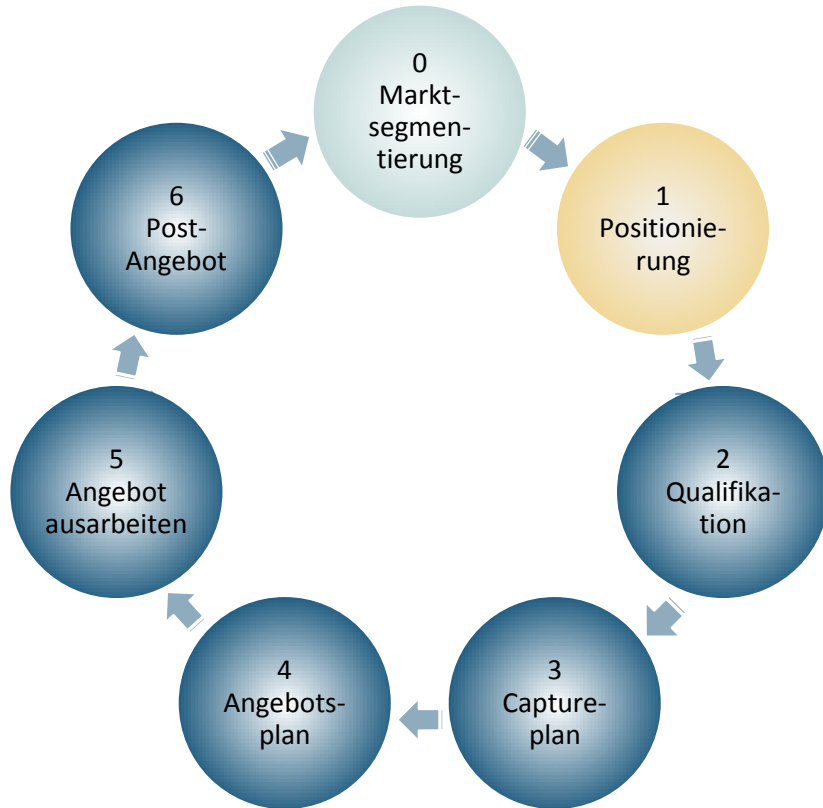 0
Markt-
segmen-
tierung
1
Positionie-
rung
2
Qualifika-
tion
3
Capture-
plan
4
Angebots-
plan
5
Angebot
ausarbeiten
6
Post-
Angebot